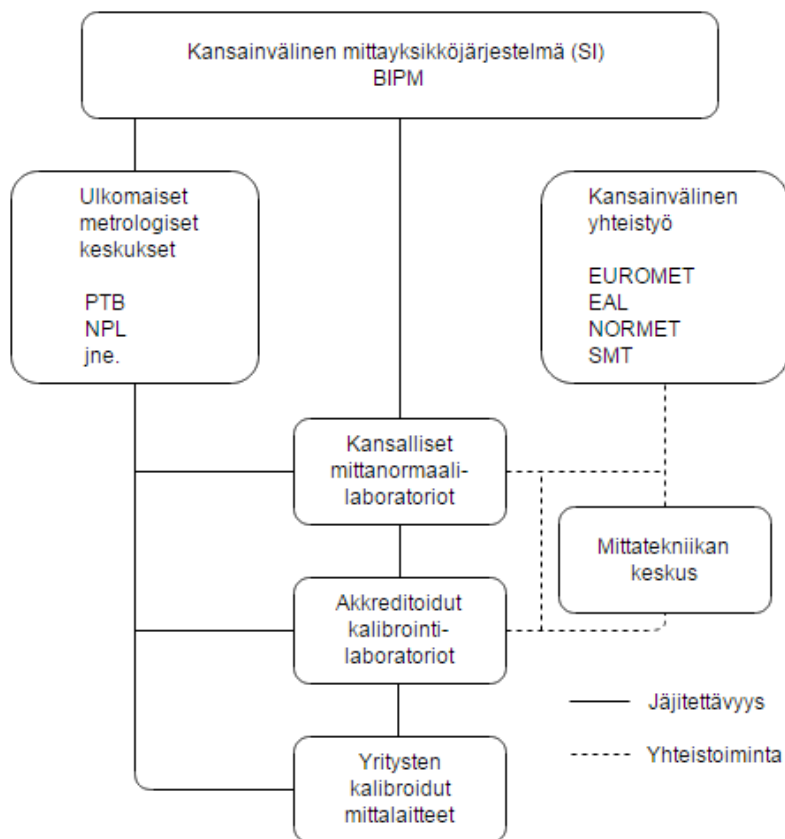 Kansainvälinen mittayksikköjärjestelmä (SI)
BIPM
Ulkomaiset
metrologiset
keskukset
PTB
NPL
jne.
Kansainvälinen
yhteistyö
EUROMET
EAL
NORMET
SMT
Kansalliset
mittanormaali-
laboratoriot
Mittatekniikan
keskus
Akkreditoidut
kalibrointi-
laboratoriot
Jäjitettävyys
Yhteistoiminta
Yritysten
kalibroidut
mittalaitteet